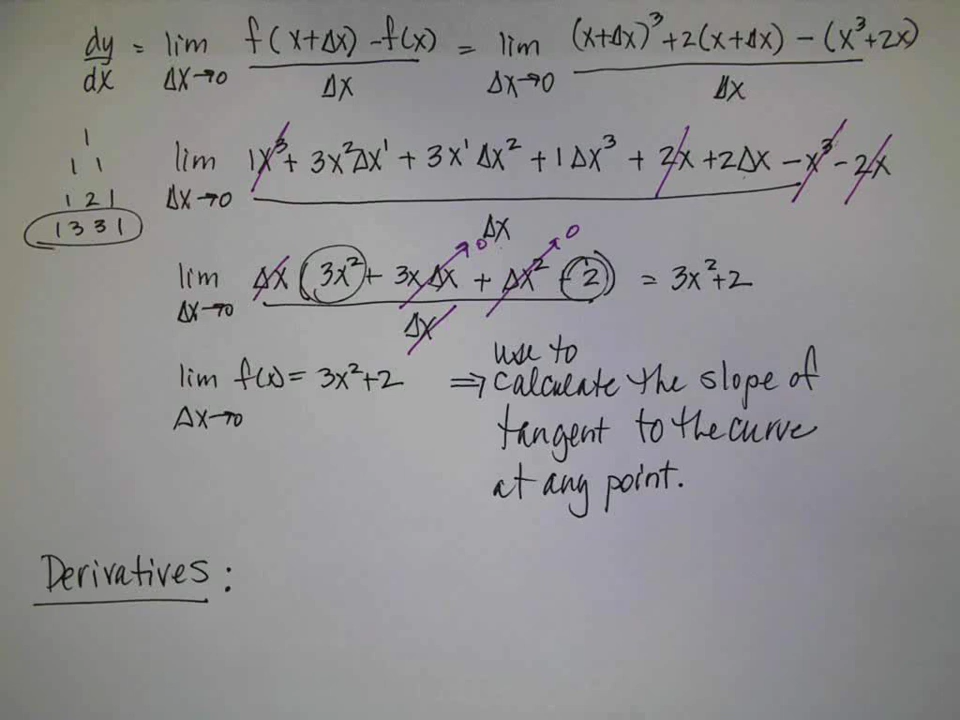 dy/dx = lim Δx→0 f(x+Δx) - f(x) / Δx = lim Δx→0 (x+Δx)³+2(x+Δx) - (x³+2x) / Δx
1
1 1
1 2 1
1 3 3 1
lim Δx→0 1x³ + 3x²Δx¹ + 3x¹Δx² + 1Δx³ + 2x + 2Δx - x³ - 2x / Δx
lim Δx→0 Δx (3x² + 3xΔx + Δx² + 2) / Δx = 3x²+2
0 0
lim Δx→0 f(x) = 3x²+2 ⇒ use to
calculate the slope of
tangent to the curve
at any point.
Derivatives: